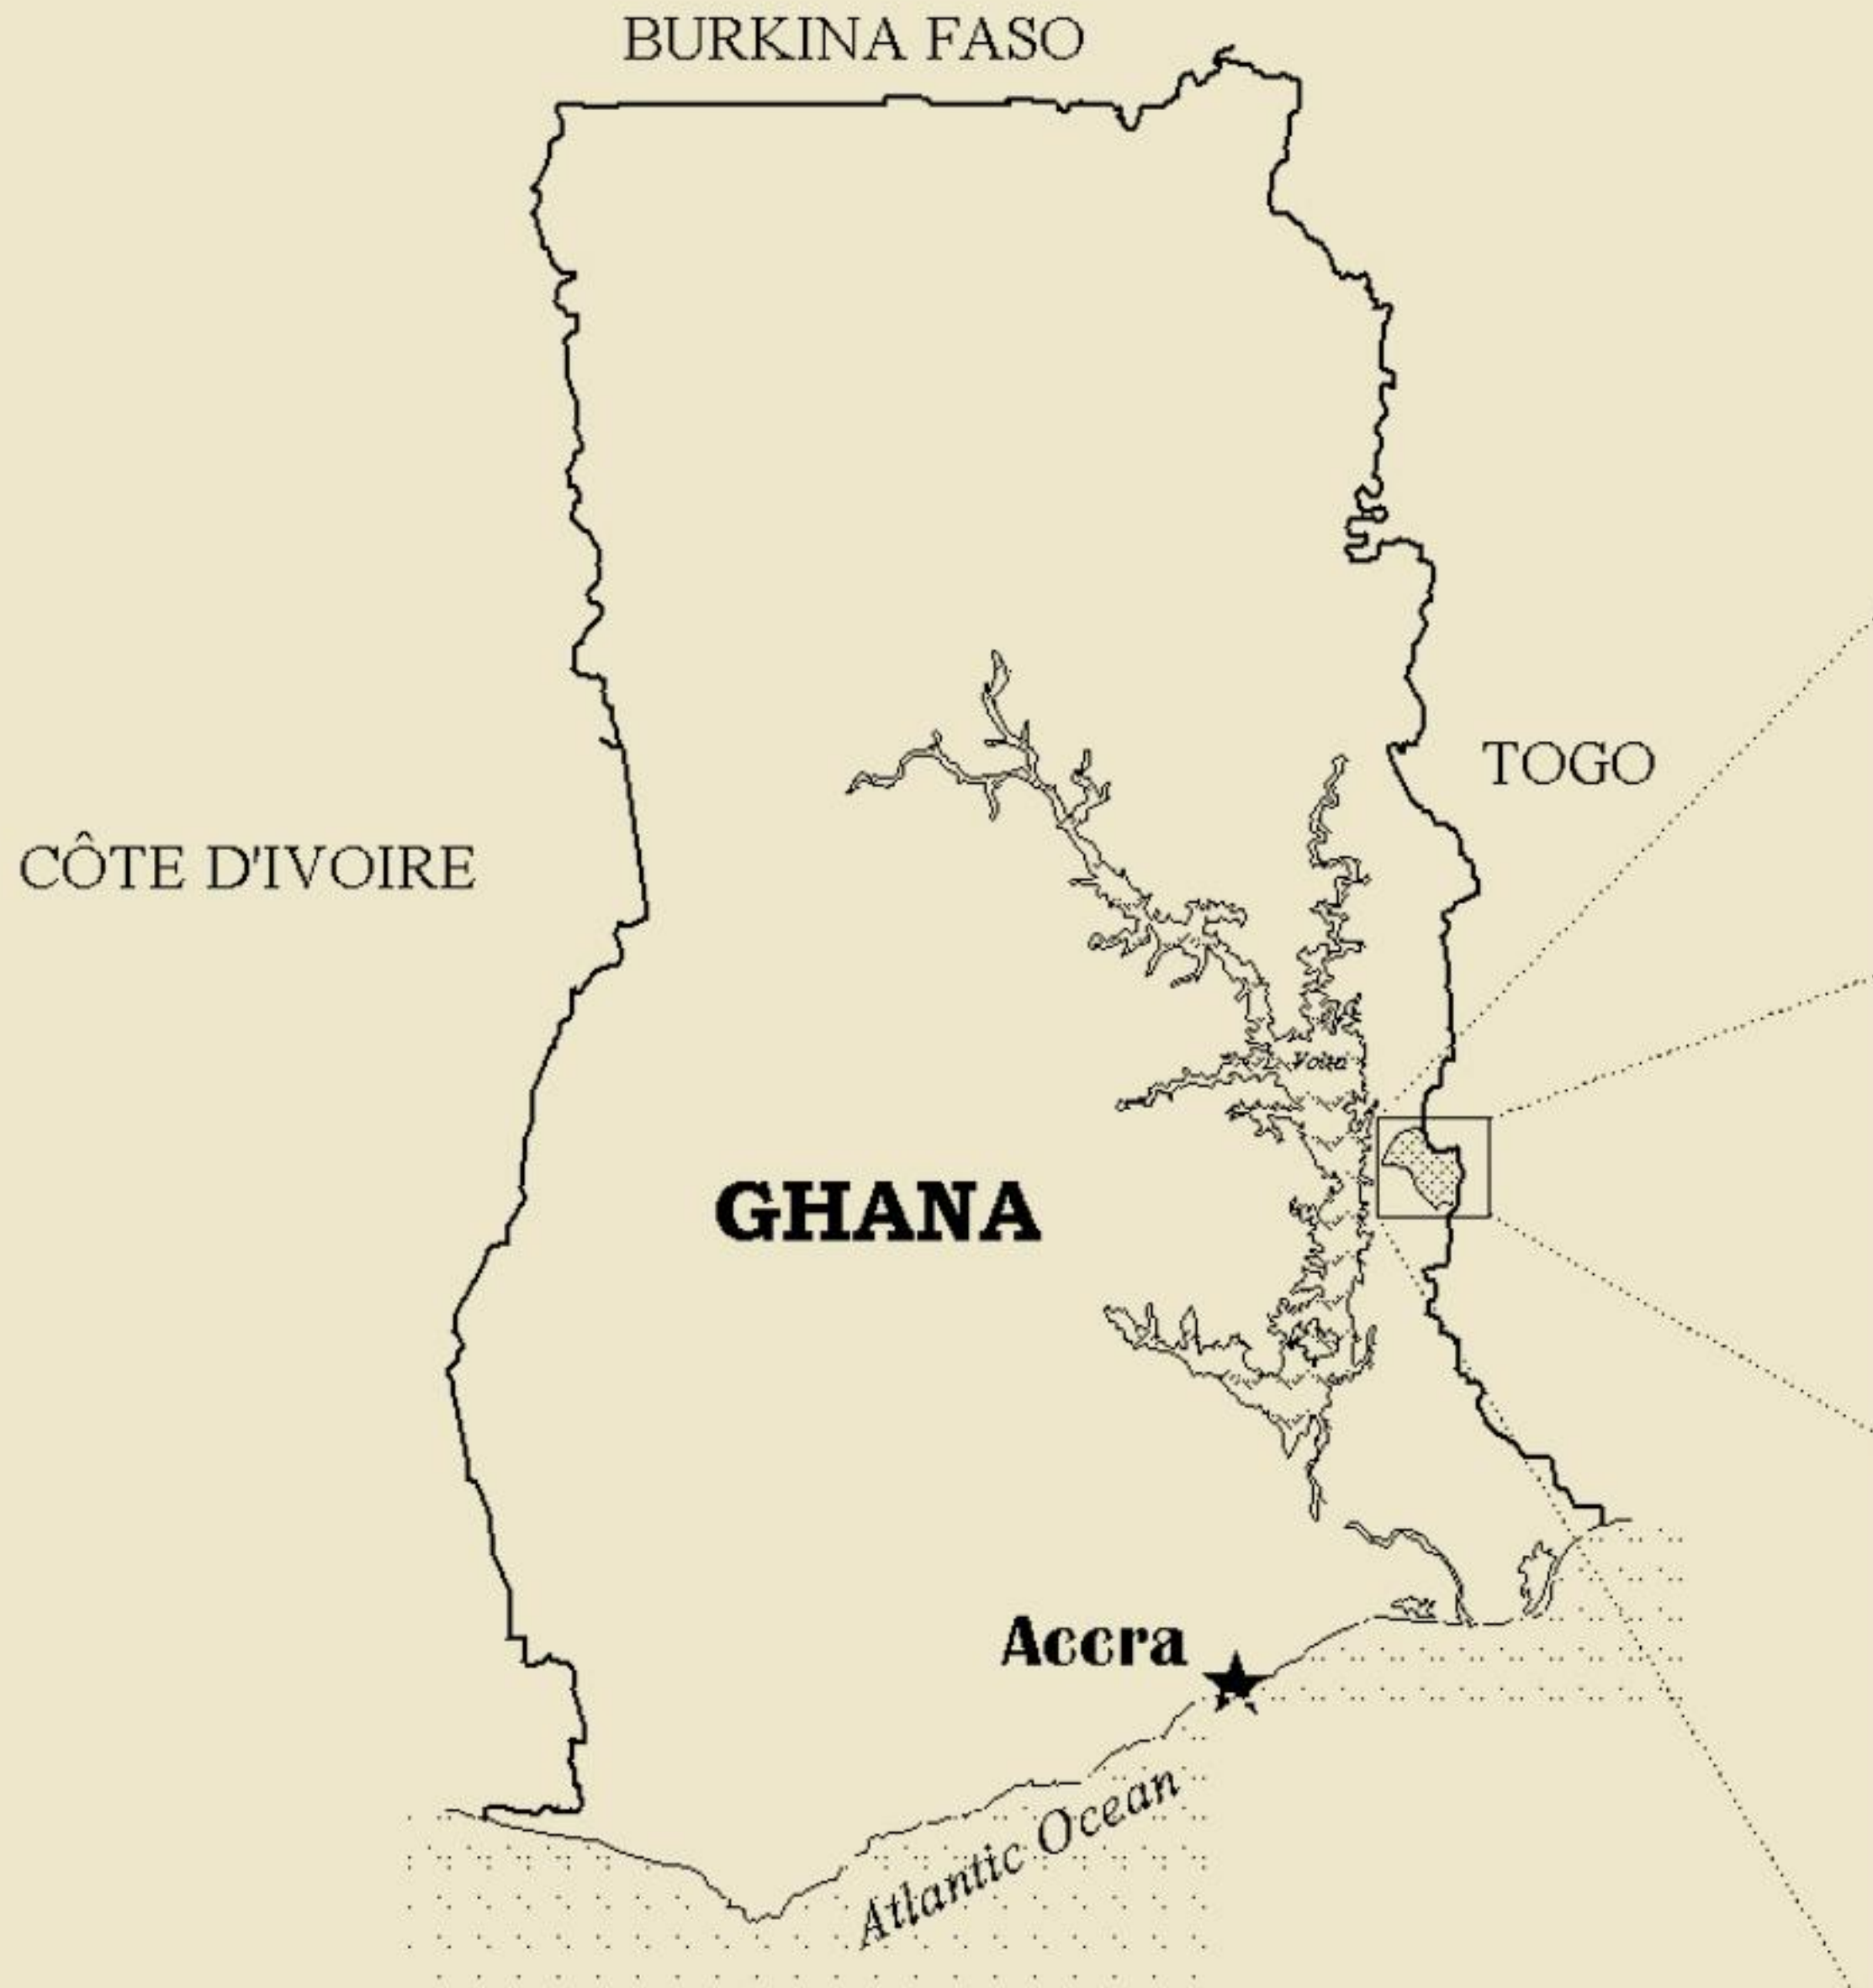 BURKINA FASO
TOGO
CÔTE D'IVOIRE
Volta
GHANA
Accra
Atlantic Ocean